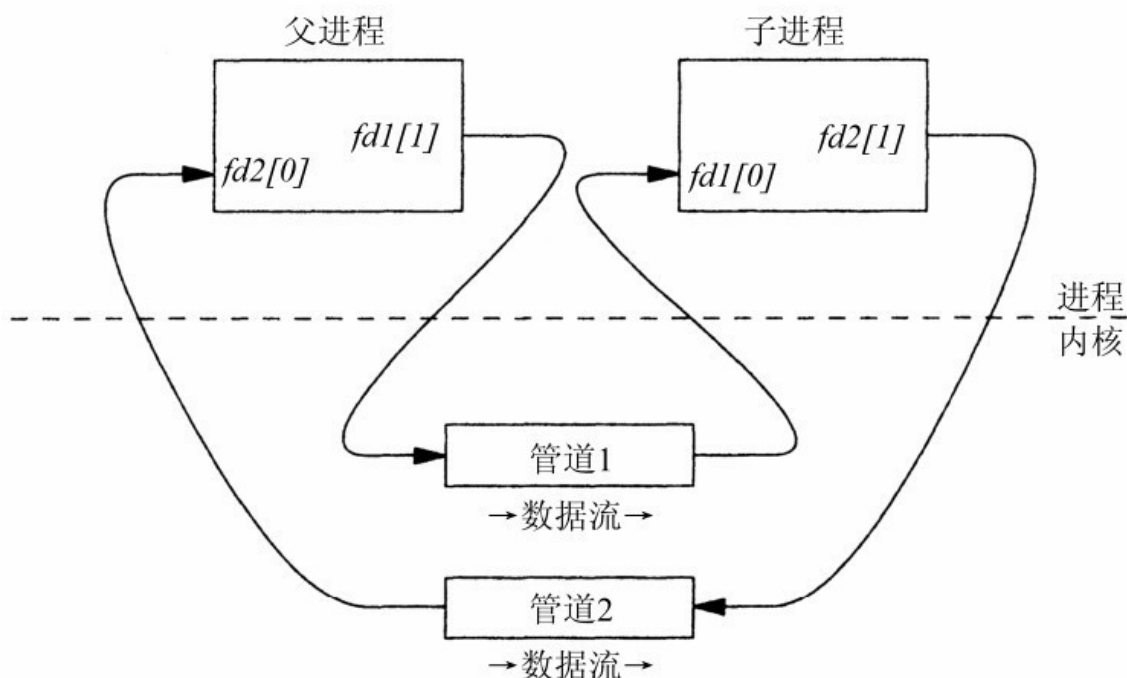 父进程
子进程
fd1[1]
fd2[0]
fd2[1]
fd1[0]
进程
内核
管道1
→数据流→
管道2
→数据流→